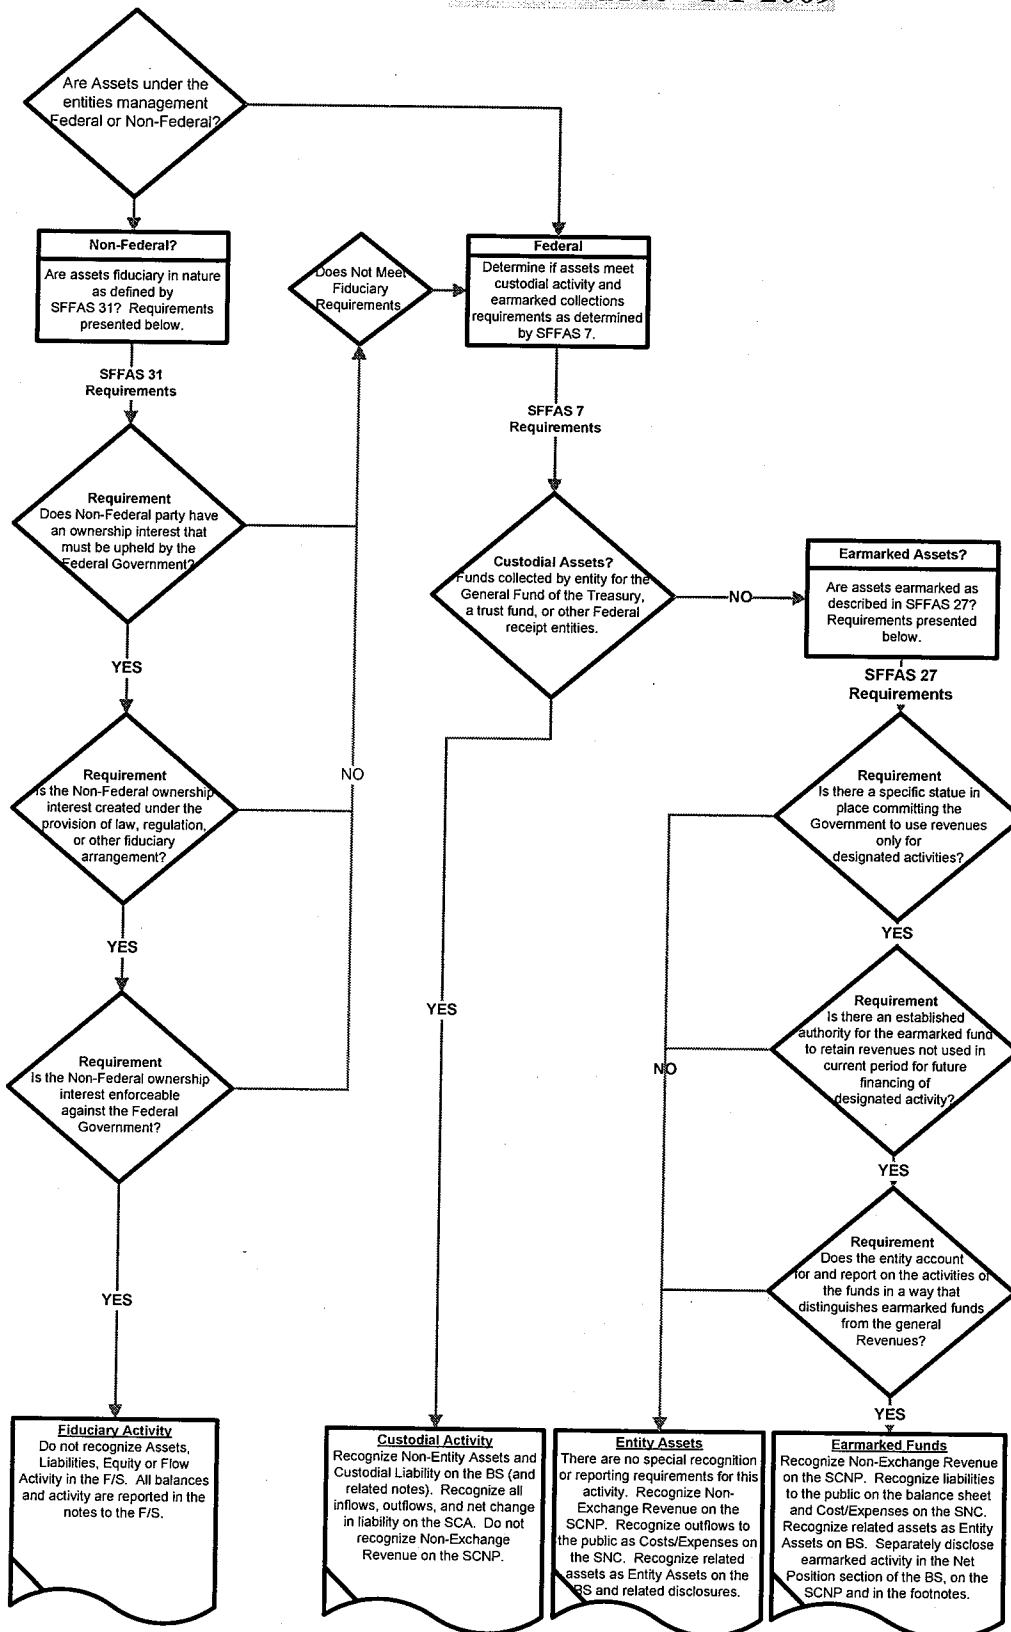 Are Assets under the
entities management
Federal or Non-Federal?
Non-Federal?
Are assets fiduciary in nature
as defined by
SFFAS 31? Requirements
presented below.
Does Not Meet
Fiduciary
Requirements
Federal
Determine if assets meet
custodial activity and
earmarked collections
requirements as determined
by SFFAS 7.
SFFAS 31
Requirements
SFFAS 7
Requirements
Requirement
Does Non-Federal party have
an ownership interest that
must be upheld by the
Federal Government?
Custodial Assets?
Funds collected by entity for the
General Fund of the Treasury,
a trust fund, or other Federal
receipt entities.
NO
Earmarked Assets?
Are assets earmarked as
described in SFFAS 27?
Requirements presented
below.
SFFAS 27
Requirements
YES
Requirement
Is the Non-Federal ownership
interest created under the
provision of law, regulation,
or other fiduciary
arrangement?
NO
Requirement
Is there a specific statue in
place committing the
Government to use revenues
only for
designated activities?
YES
YES
Requirement
Is the Non-Federal ownership
interest enforceable
against the Federal
Government?
YES
Requirement
Is there an established
authority for the earmarked fund
to retain revenues not used in
current period for future
financing of
designated activity?
NO
YES
Requirement
Does the entity account
for and report on the activities of
the funds in a way that
distinguishes earmarked funds
from the general
Revenues?
YES
YES
Fiduciary Activity
Do not recognize Assets,
Liabilities, Equity or Flow
Activity in the F/S. All balances
and activity are reported in the
notes to the F/S.
Custodial Activity
Recognize Non-Entity Assets and
Custodial Liability on the BS (and
related notes). Recognize all
inflows, outflows, and net change
in liability on the SCA. Do not
recognize Non-Exchange
Revenue on the SCNP.
Entity Assets
There are no special recognition
or reporting requirements for this
activity. Recognize Non-
Exchange Revenue on the
SCNP. Recognize outflows to
the public as Costs/Expenses on
the SNC. Recognize related
assets as Entity Assets on the
BS and related disclosures.
Earmarked Funds
Recognize Non-Exchange Revenue
on the SCNP. Recognize liabilities
to the public on the balance sheet
and Cost/Expenses on the SNC.
Recognize related assets as Entity
Assets on BS. Separately disclose
earmarked activity in the Net
Position section of the BS, on the
SCNP and in the footnotes.